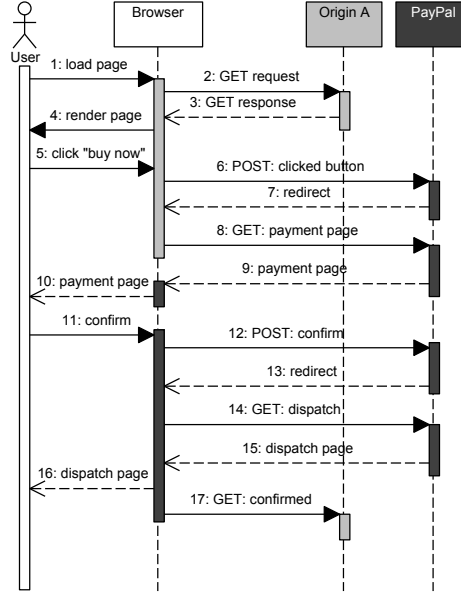 Browser
Origin A
PayPal
User
1: load page
2: GET request
3: GET response
4: render page
5: click "buy now"
6: POST: clicked button
7: redirect
8: GET: payment page
9: payment page
10: payment page
11: confirm
12: POST: confirm
13: redirect
14: GET: dispatch
15: dispatch page
16: dispatch page
17: GET: confirmed